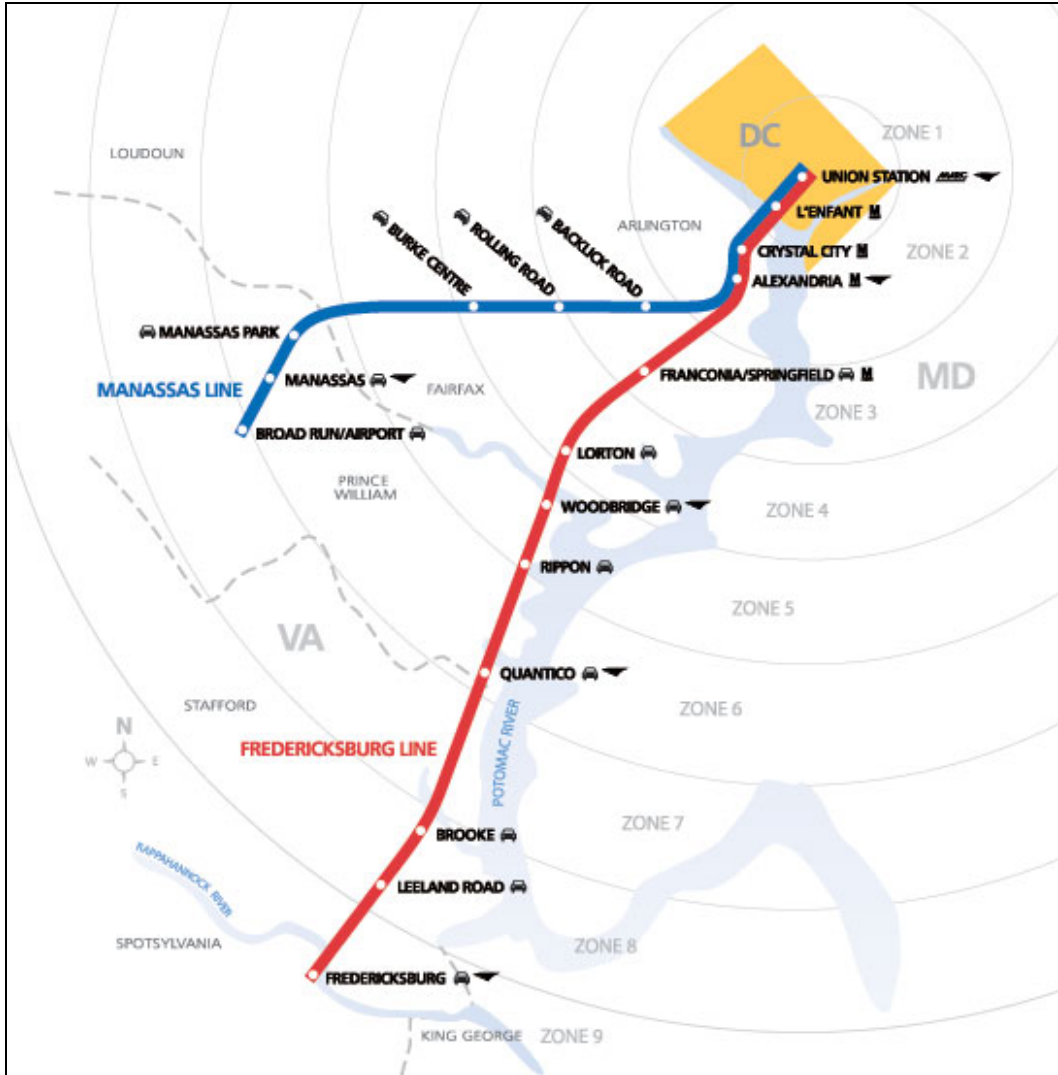 DC
ZONE 1
LOUDOUN
UNION STATION MARC
ARLINGTON
L'ENFANT M
BURKE CENTRE
ROLLING ROAD
BACKLICK ROAD
CRYSTAL CITY M
ZONE 2
ALEXANDRIA M
MANASSAS PARK
MANASSAS LINE
MANASSAS
FAIRFAX
FRANCONIA/SPRINGFIELD M
MD
ZONE 3
BROAD RUN/AIRPORT
LORTON
PRINCE
WILLIAM
WOODBRIDGE
ZONE 4
RIPPON
ZONE 5
VA
QUANTICO
STAFFORD
ZONE 6
N
W E
S
FREDERICKSBURG LINE
POTOMAC RIVER
ZONE 7
BROOKE
RAPPAHANNOCK RIVER
LEELAND ROAD
SPOTSYLVANIA
ZONE 8
FREDERICKSBURG
KING GEORGE
ZONE 9